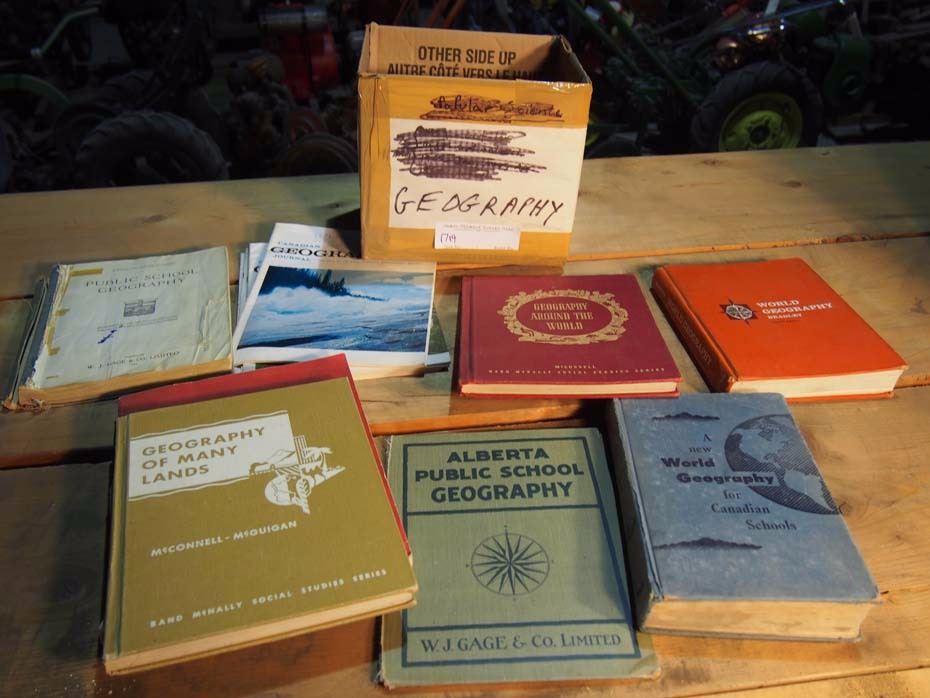 OTHER SIDE UP
AUTRE CÔTÉ VERS LE
GEOGRAPHY
1749
PUBLIC SCHOOL
GEOGRAPHY
W. J. GAGE & CO. LIMITED
CANADIAN
GEOGRA
JOURNAL
GEOGRAPHY
AROUND THE
WORLD
MCCONNELL
RAND MCNALLY SOCIAL STUDIES SERIES
WORLD
GEOGRAPHY
BRADLEY
GEOGRAPHY
OF MANY
LANDS
MCCONNELL - MCGUIGAN
RAND MCNALLY SOCIAL STUDIES SERIES
ALBERTA
PUBLIC SCHOOL
GEOGRAPHY
W. J. GAGE & CO. LIMITED
A
new
World
Geography
for
Canadian
Schools